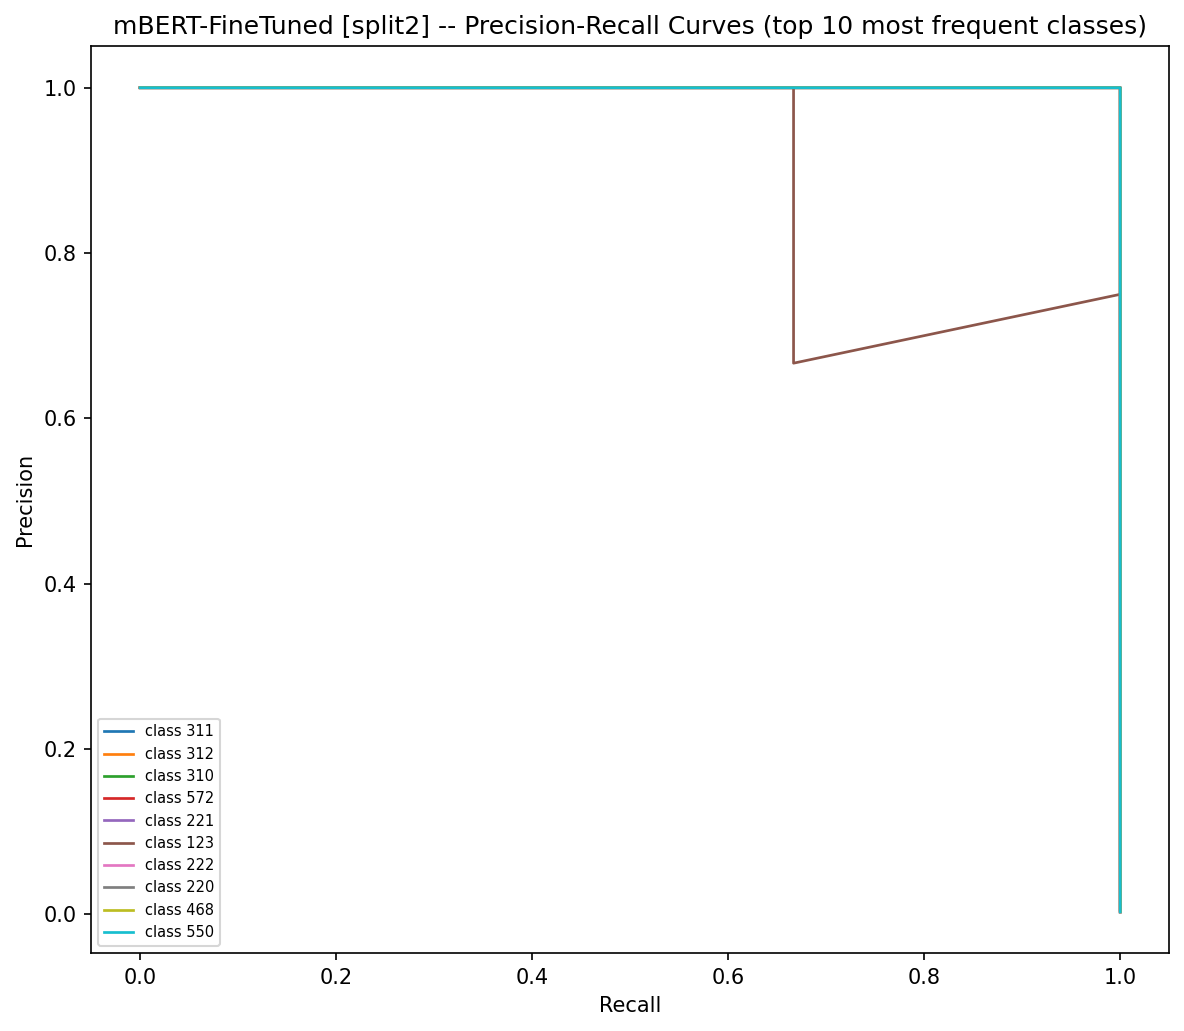 mBERT-FineTuned [split2] -- Precision-Recall Curves (top 10 most frequent classes)
Precision
1.0
0.8
0.6
0.4
0.2
0.0
class 311
class 312
class 310
class 572
class 221
class 123
class 222
class 220
class 468
class 550
0.0 0.2 0.4 0.6 0.8 1.0
Recall